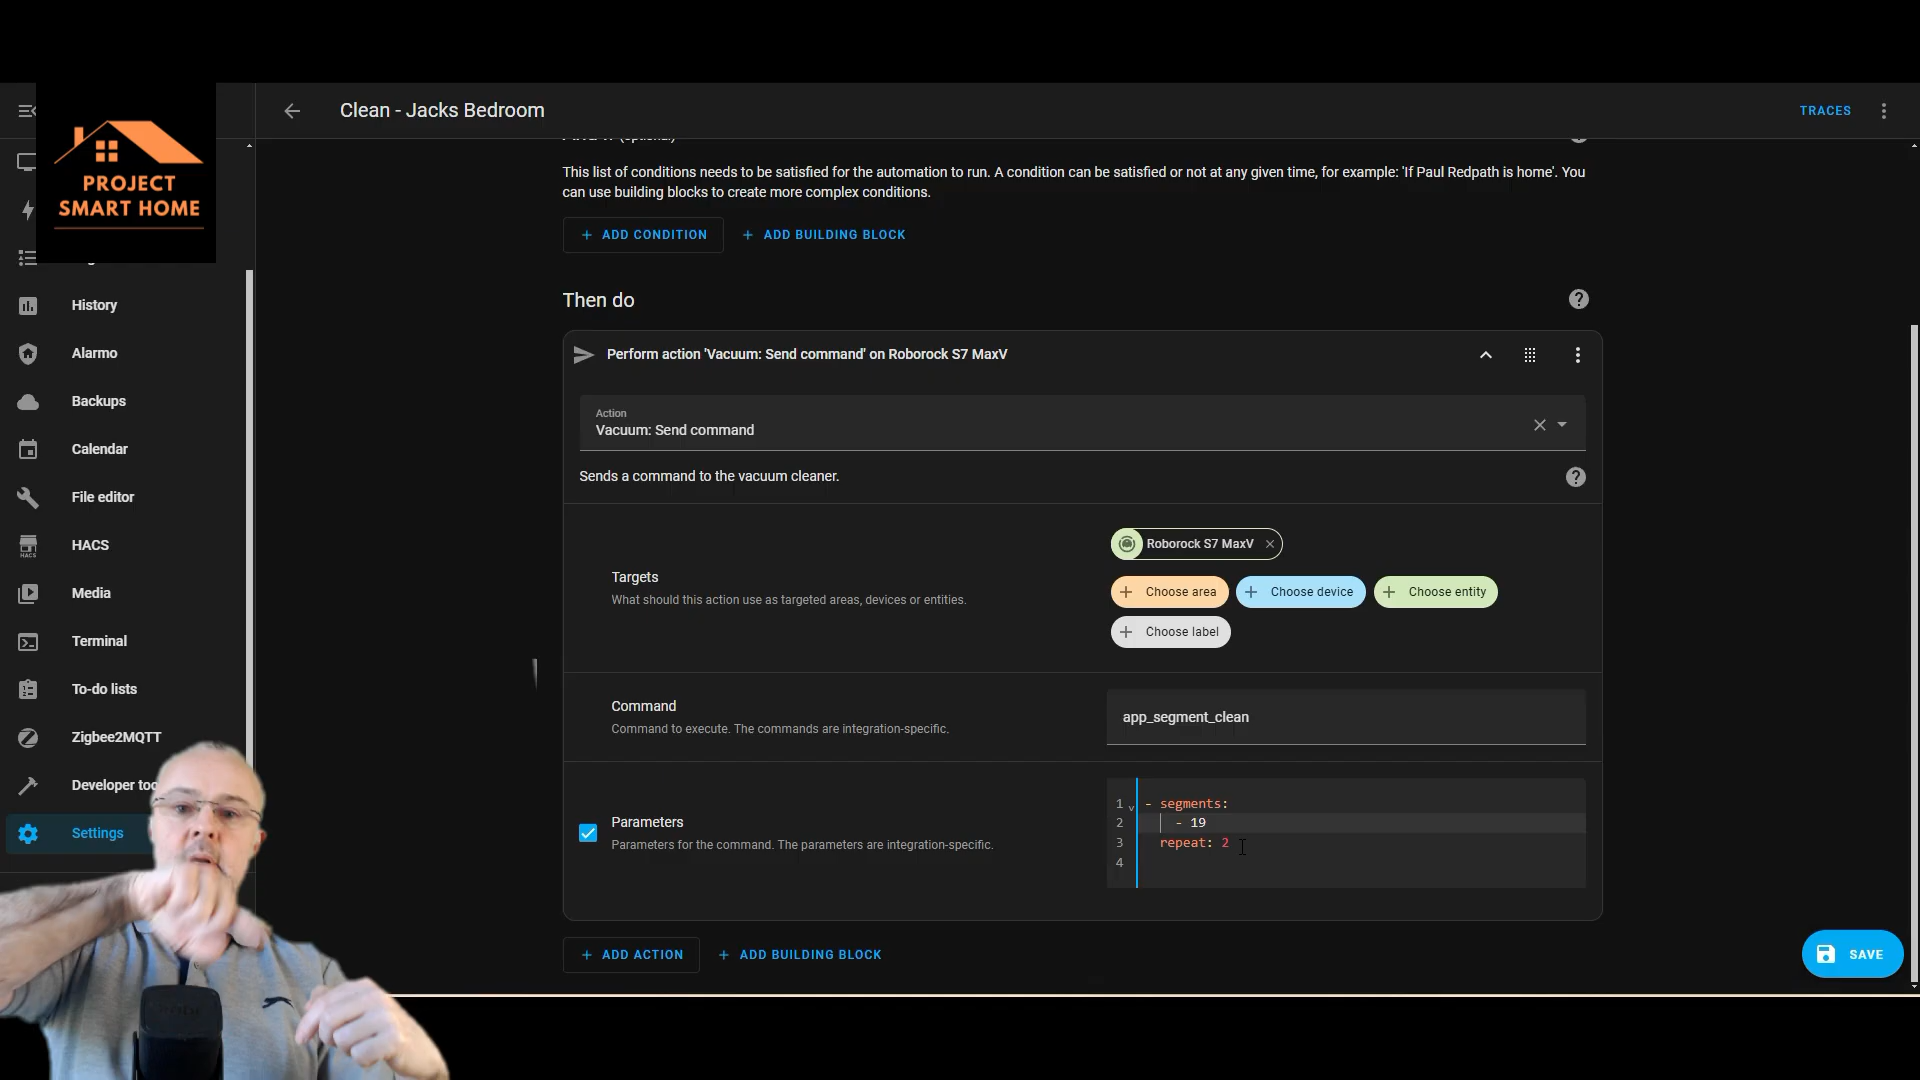 Clean - Jacks Bedroom
TRACES
PROJECT
SMART HOME
This list of conditions needs to be satisfied for the automation to run. A condition can be satisfied or not at any given time, for example: 'If Paul Redpath is home'. You
can use building blocks to create more complex conditions.
+ ADD CONDITION
+ ADD BUILDING BLOCK
History
Alarmo
Backups
Calendar
File editor
HACS
Media
Terminal
To-do lists
Zigbee2MQTT
Developer too
Settings
Then do
Perform action 'Vacuum: Send command' on Roborock S7 MaxV
Action
Vacuum: Send command
Sends a command to the vacuum cleaner.
Targets
What should this action use as targeted areas, devices or entities.
Roborock S7 MaxV
+ Choose area
+ Choose device
+ Choose entity
+ Choose label
Command
Command to execute. The commands are integration-specific.
app_segment_clean
Parameters
Parameters for the command. The parameters are integration-specific.
1 - segments:
2 - 19
3 repeat: 2
4
+ ADD ACTION
+ ADD BUILDING BLOCK
SAVE